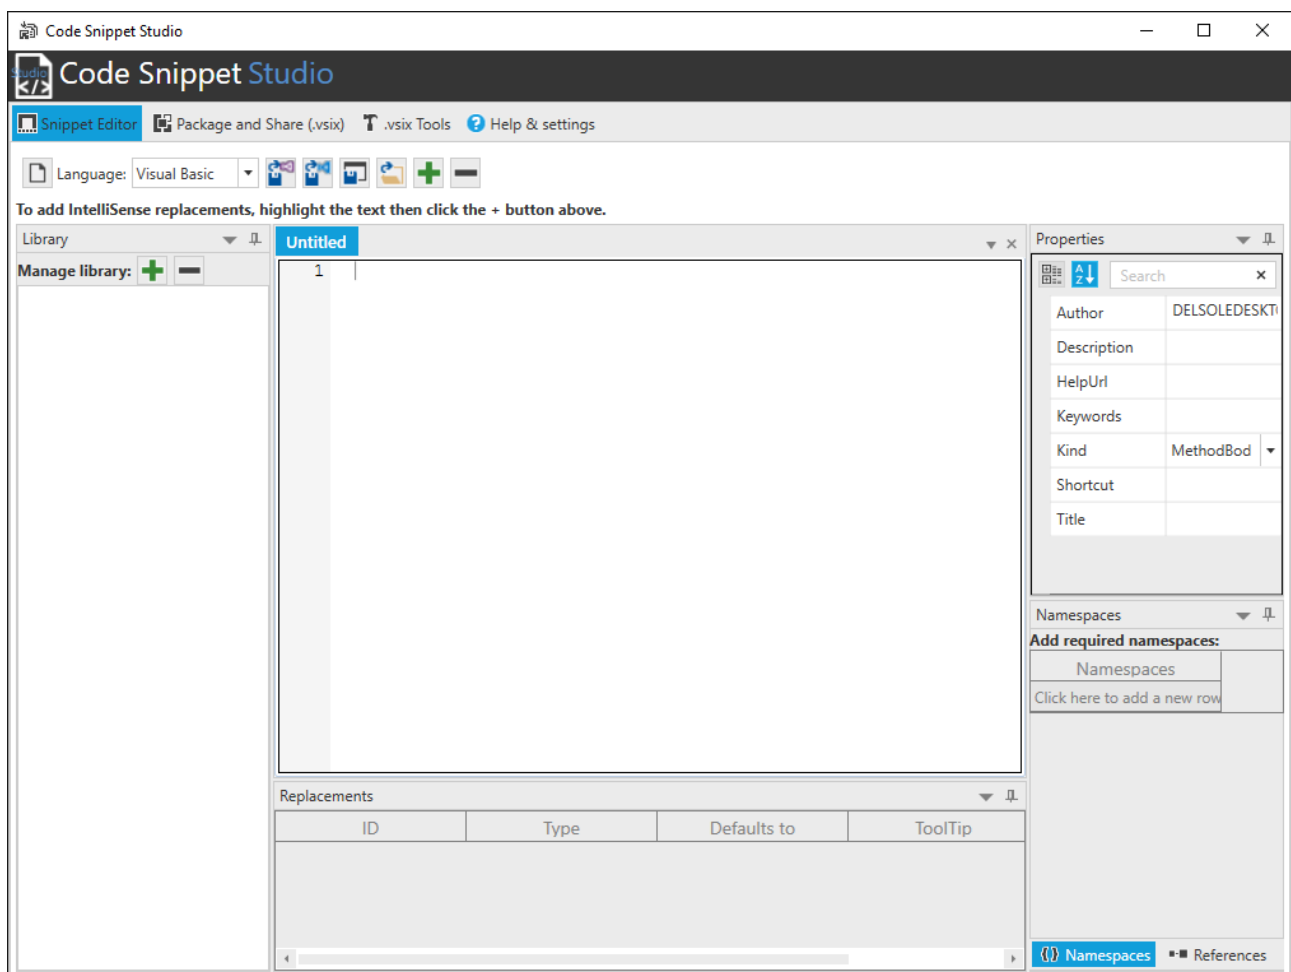 Code Snippet Studio
Studio
</>
Code Snippet Studio
Snippet Editor
Package and Share (.vsix)
.vsix Tools
? Help & settings
Language: Visual Basic
To add IntelliSense replacements, highlight the text then click the + button above.
Library
Manage library:
Untitled
1
Replacements
ID Type Defaults to ToolTip
Properties
A
Z
Search
Author DELSOLEDESKT
Description
HelpUrl
Keywords
Kind MethodBod
Shortcut
Title
Namespaces
Add required namespaces:
Namespaces
Click here to add a new row
{} Namespaces
References